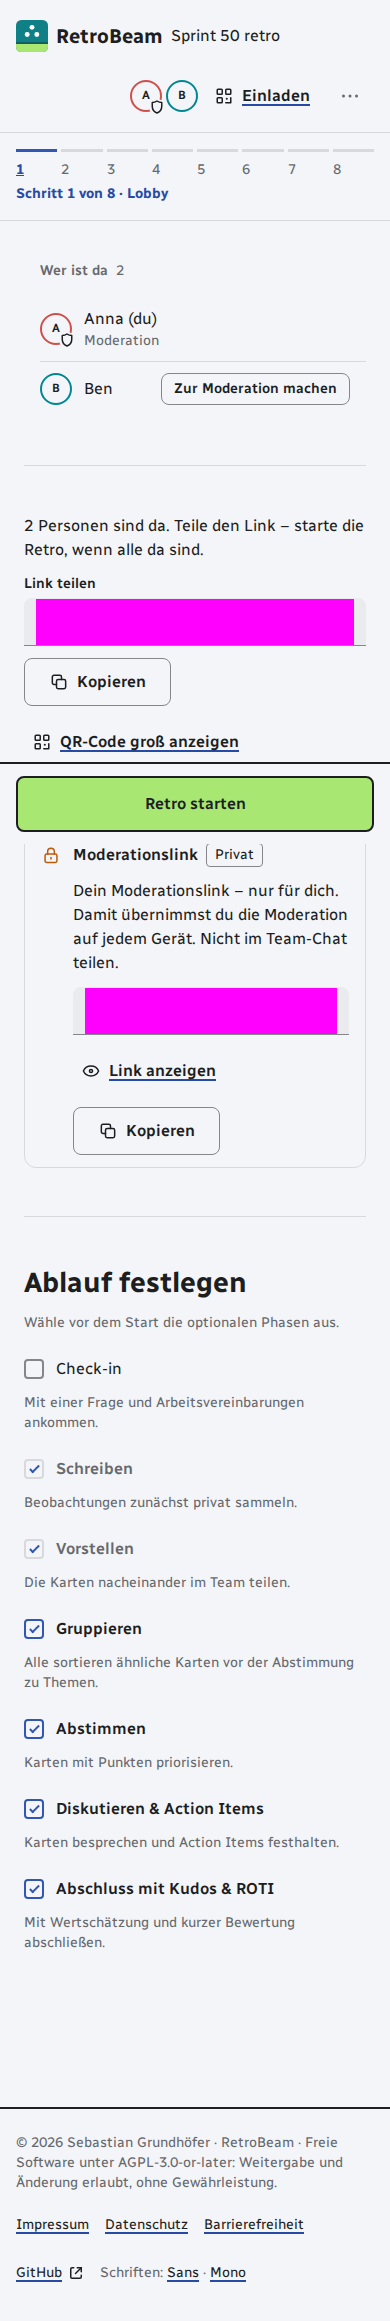 RetroBeam Sprint 50 retro
A B Einladen
1 2 3 4 5 6 7 8
Schritt 1 von 8 · Lobby
Wer ist da 2
A Anna (du)
Moderation
B Ben Zur Moderation machen
2 Personen sind da. Teile den Link – starte die
Retro, wenn alle da sind.
Link teilen
Kopieren
QR-Code groß anzeigen
Retro starten
Moderationslink Privat
Dein Moderationslink – nur für dich.
Damit übernimmst du die Moderation
auf jedem Gerät. Nicht im Team-Chat
teilen.
Link anzeigen
Kopieren
Ablauf festlegen
Wähle vor dem Start die optionalen Phasen aus.
Check-in
Mit einer Frage und Arbeitsvereinbarungen
ankommen.
Schreiben
Beobachtungen zunächst privat sammeln.
Vorstellen
Die Karten nacheinander im Team teilen.
Gruppieren
Alle sortieren ähnliche Karten vor der Abstimmung
zu Themen.
Abstimmen
Karten mit Punkten priorisieren.
Diskutieren & Action Items
Karten besprechen und Action Items festhalten.
Abschluss mit Kudos & ROTI
Mit Wertschätzung und kurzer Bewertung
abschließen.
© 2026 Sebastian Grundhöfer · RetroBeam · Freie
Software unter AGPL-3.0-or-later: Weitergabe und
Änderung erlaubt, ohne Gewährleistung.
Impressum Datenschutz Barrierefreiheit
GitHub Schriften: Sans · Mono